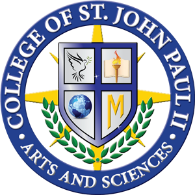 • COLLEGE OF ST. JOHN PAUL II •
ARTS AND SCIENCES
M